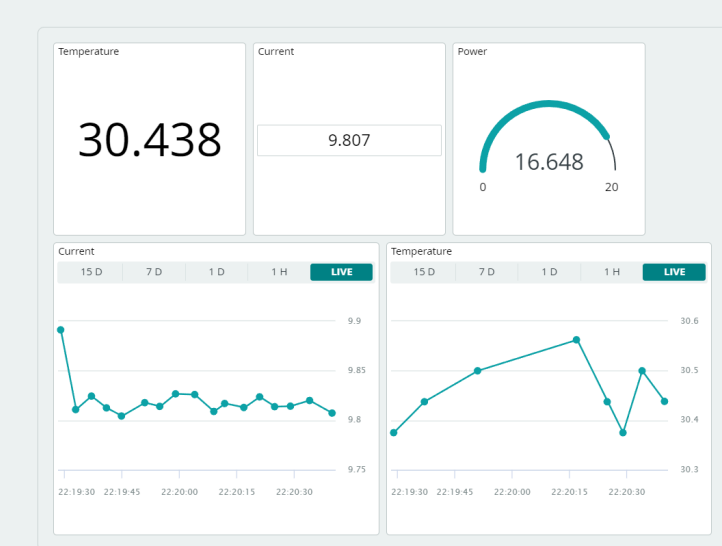 Temperature
Current
Power
30.438
9.807
16.648
0
20
Current
15 D
7 D
1 D
1 H
LIVE
9.9
9.85
9.8
9.75
22:19:30
22:19:45
22:20:00
22:20:15
22:20:30
Temperature
15 D
7 D
1 D
1 H
LIVE
30.6
30.5
30.4
30.3
22:19:30
22:19:45
22:20:00
22:20:15
22:20:30